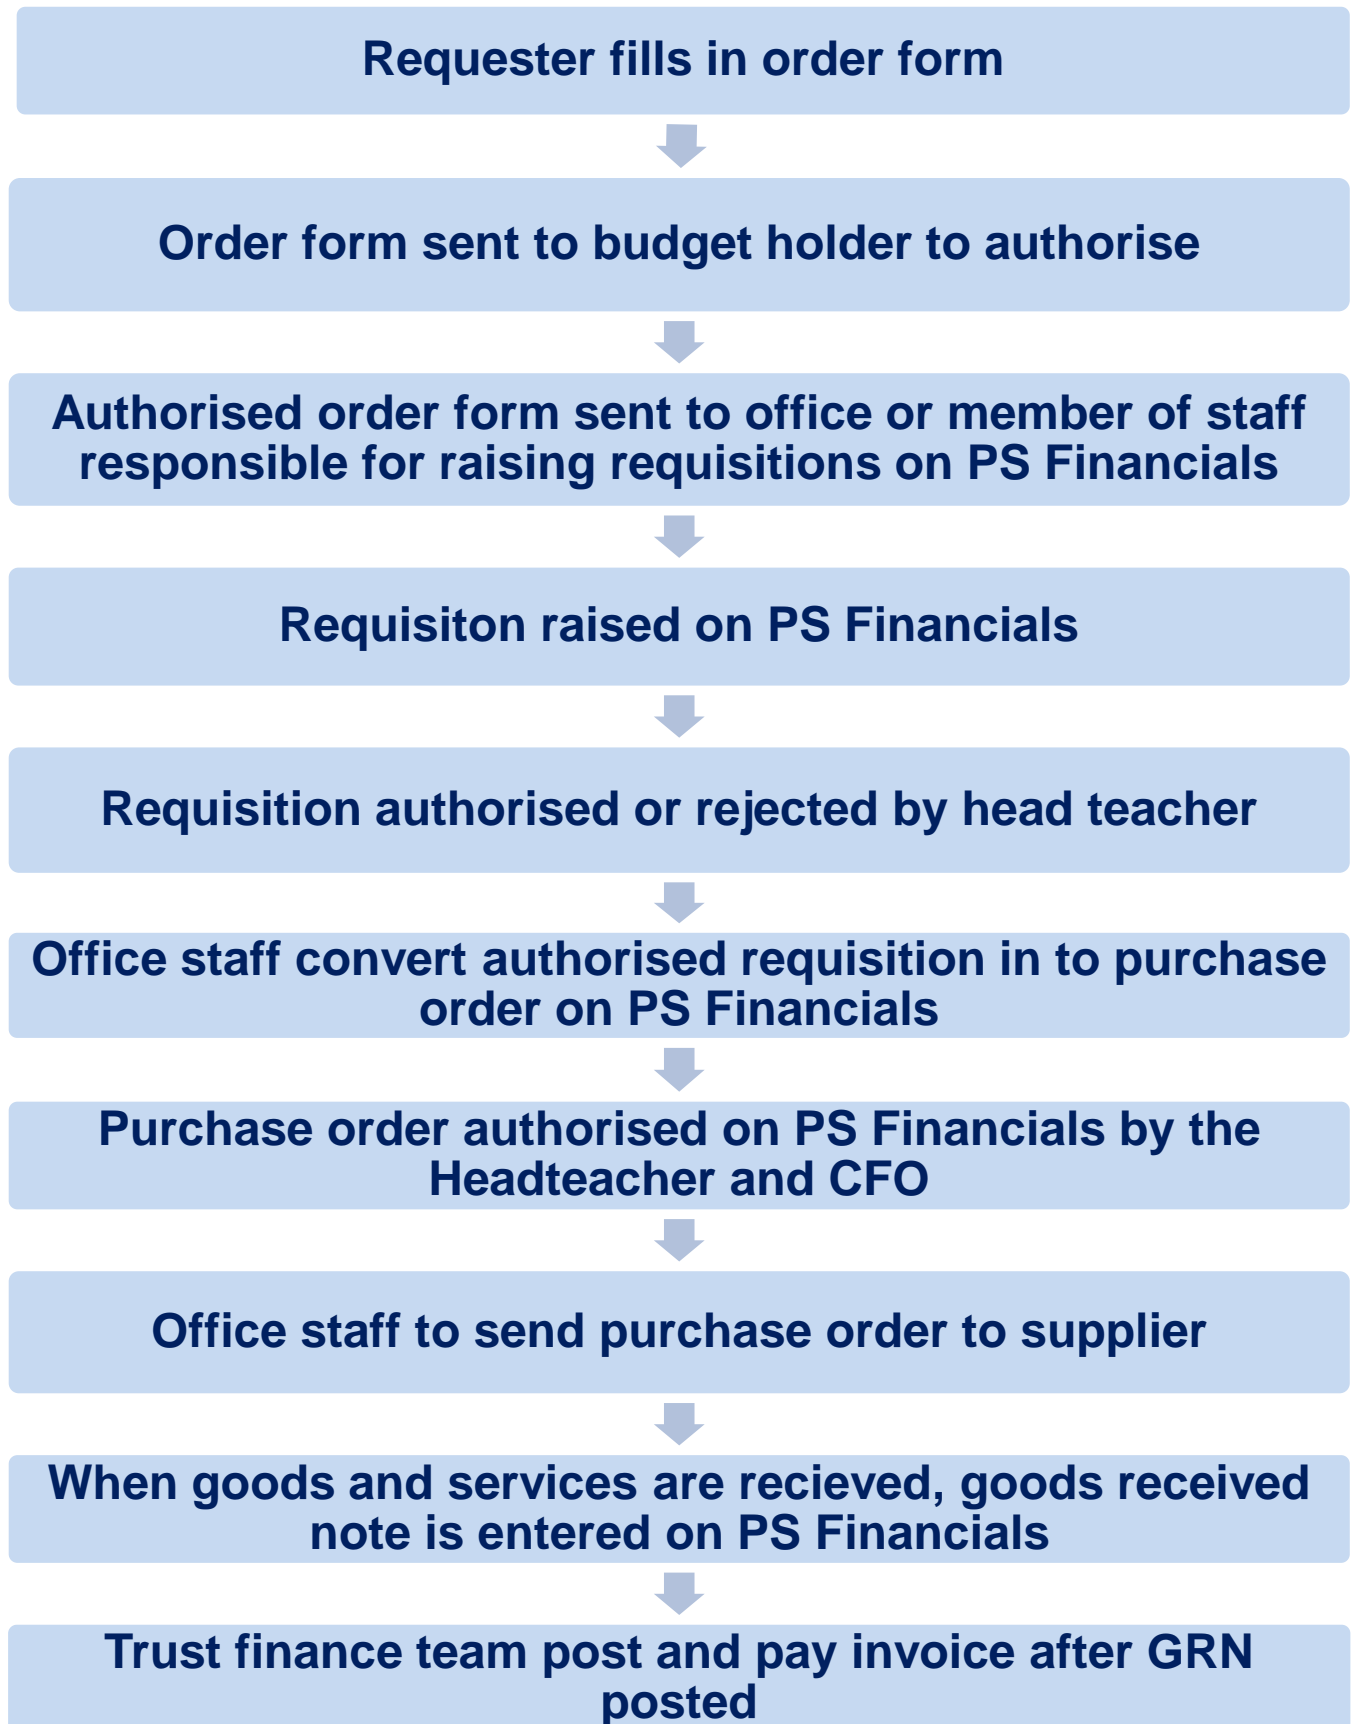 Requester fills in order form
Order form sent to budget holder to authorise
Authorised order form sent to office or member of staff
responsible for raising requisitions on PS Financials
Requisiton raised on PS Financials
Requisition authorised or rejected by head teacher
Office staff convert authorised requisition in to purchase
order on PS Financials
Purchase order authorised on PS Financials by the
Headteacher and CFO
Office staff to send purchase order to supplier
When goods and services are recieved, goods received
note is entered on PS Financials
Trust finance team post and pay invoice after GRN
posted